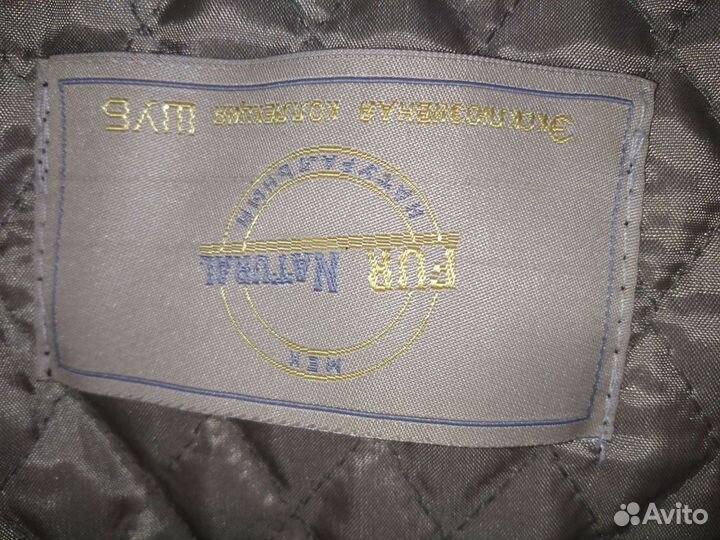 МЕХ
FUR NATURAL
НАТУРАЛЬНЫЙ
ЭКСКЛЮЗИВНАЯ КОЛЛЕКЦИЯ ШУБ
Avito